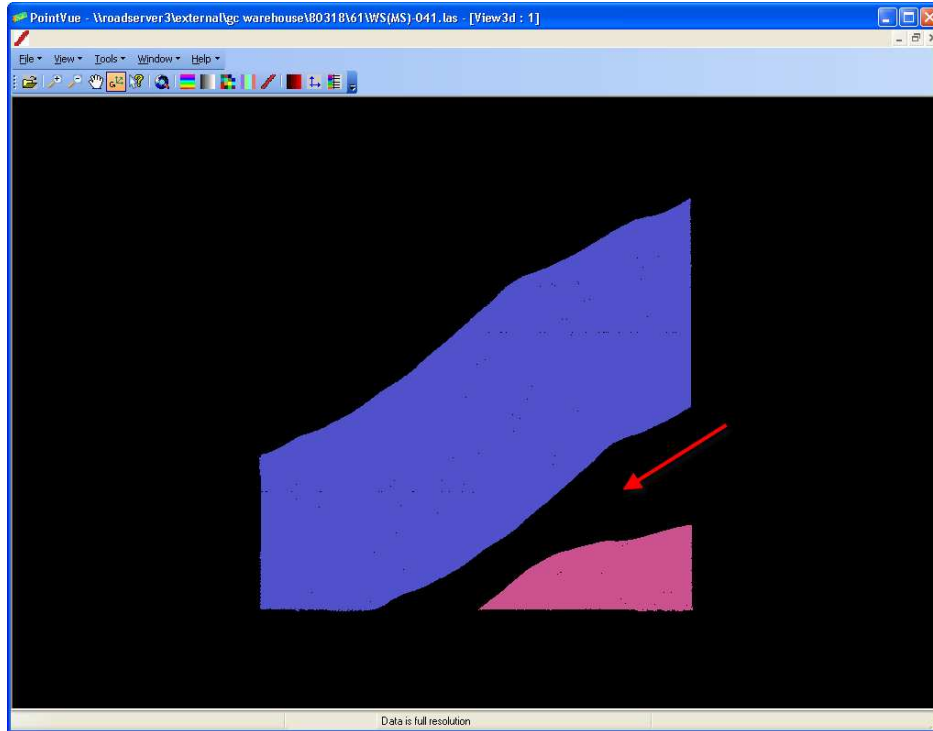 PointVue - \\roadserver3\external\gc warehouse\80318\61\WS(MS)-041.las - [View3d : 1]
File View Tools Window Help
Data is full resolution